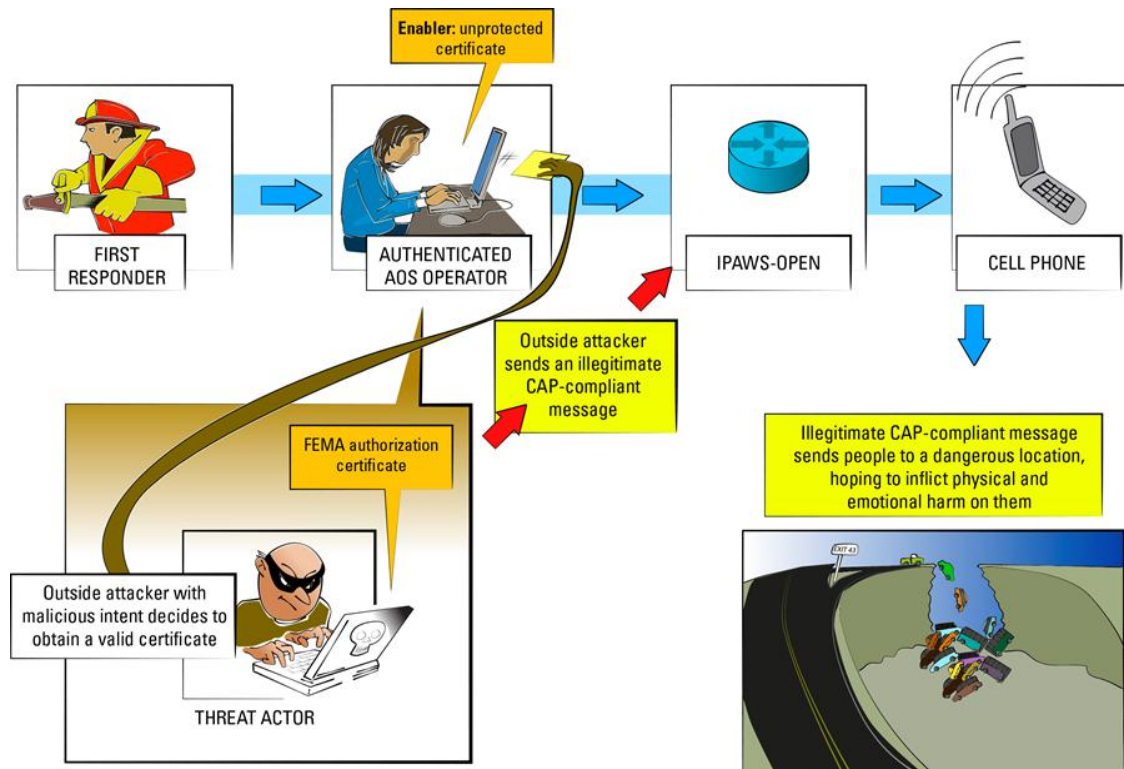 Enabler: unprotected
certificate
FIRST
RESPONDER
AUTHENTICATED
AOS OPERATOR
IPAWS-OPEN
CELL PHONE
Outside attacker
sends an illegitimate
CAP-compliant
message
FEMA authorization
certificate
Outside attacker with
malicious intent decides to
obtain a valid certificate
THREAT ACTOR
Illegitimate CAP-compliant message
sends people to a dangerous location,
hoping to inflict physical and
emotional harm on them
EXIT 43